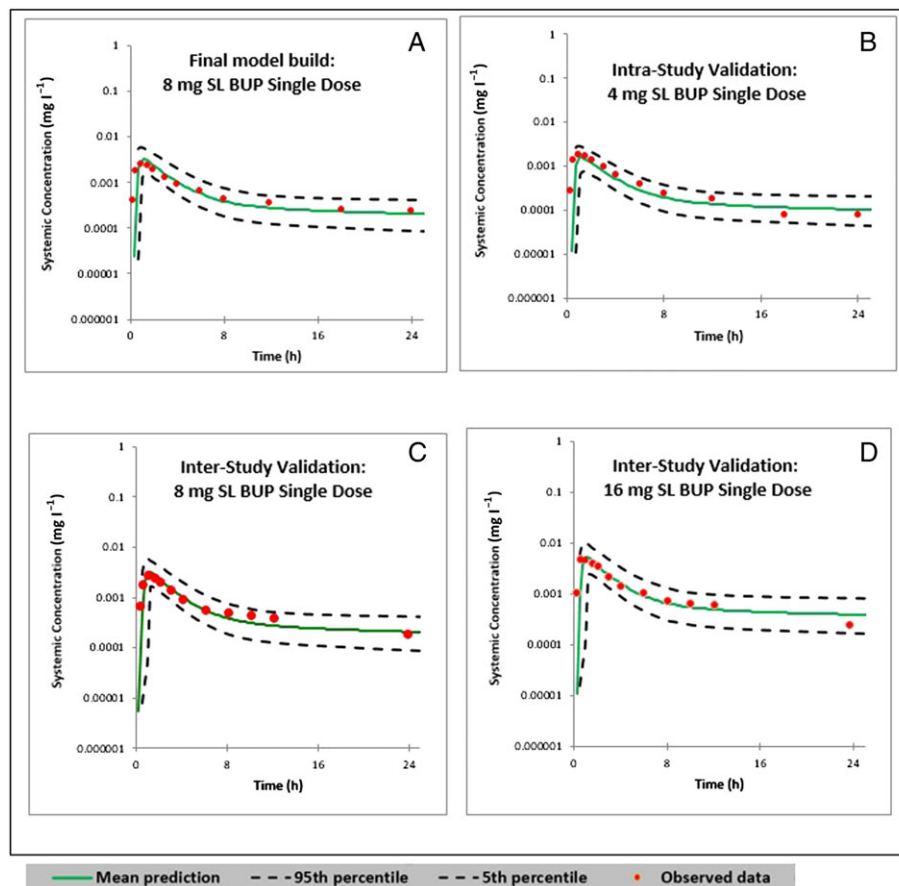 A
Final model build:
8 mg SL BUP Single Dose
Systemic Concentration (mg l⁻¹)
1
0.1
0.01
0.001
0.0001
0.00001
0.000001
0 8 16 24
Time (h)
B
Intra-Study Validation:
4 mg SL BUP Single Dose
Systemic Concentration (mg l⁻¹)
1
0.1
0.01
0.001
0.0001
0.00001
0.000001
0 8 16 24
Time (h)
C
Inter-Study Validation:
8 mg SL BUP Single Dose
Systemic Concentration (mg l⁻¹)
1
0.1
0.01
0.001
0.0001
0.00001
0.000001
0 8 16 24
Time (h)
D
Inter-Study Validation:
16 mg SL BUP Single Dose
Systemic Concentration (mg l⁻¹)
1
0.1
0.01
0.001
0.0001
0.00001
0.000001
0 8 16 24
Time (h)
Mean prediction 95th percentile 5th percentile Observed data